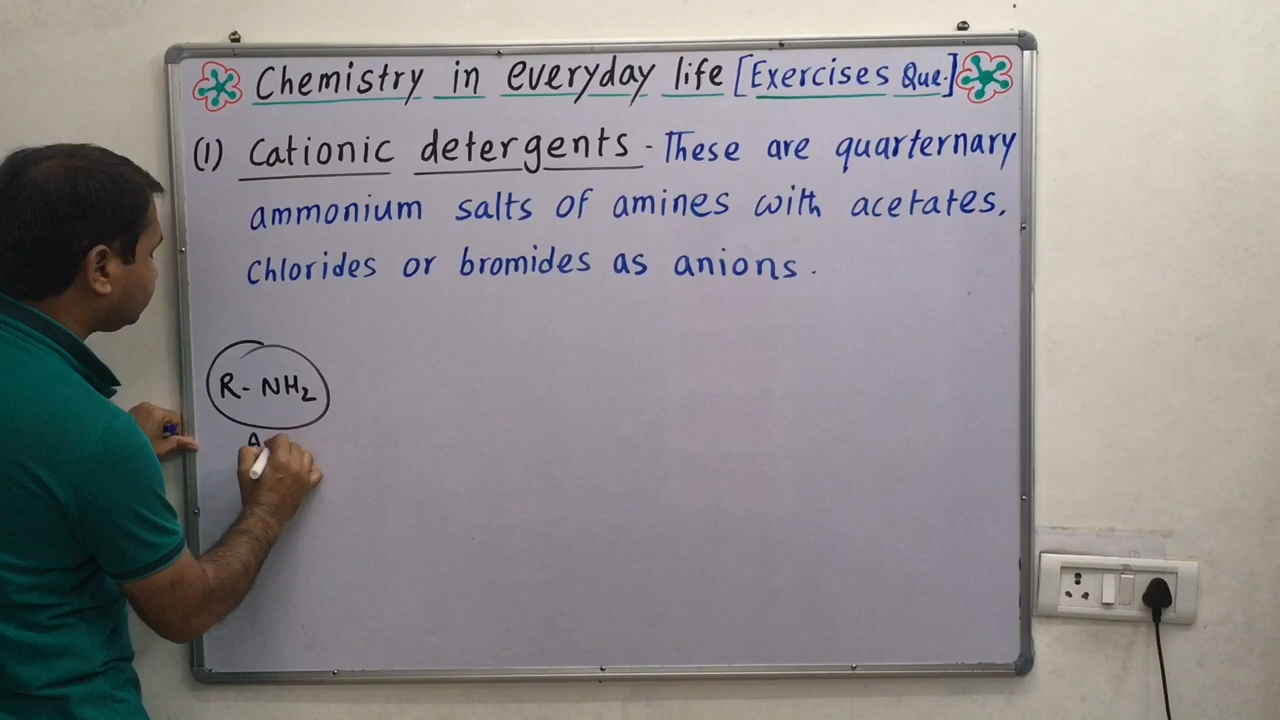 Chemistry in everyday life [Exercises Que.]
(1) Cationic detergents - These are quarternary
ammonium salts of amines with acetates,
chlorides or bromides as anions.
R- NH2
A